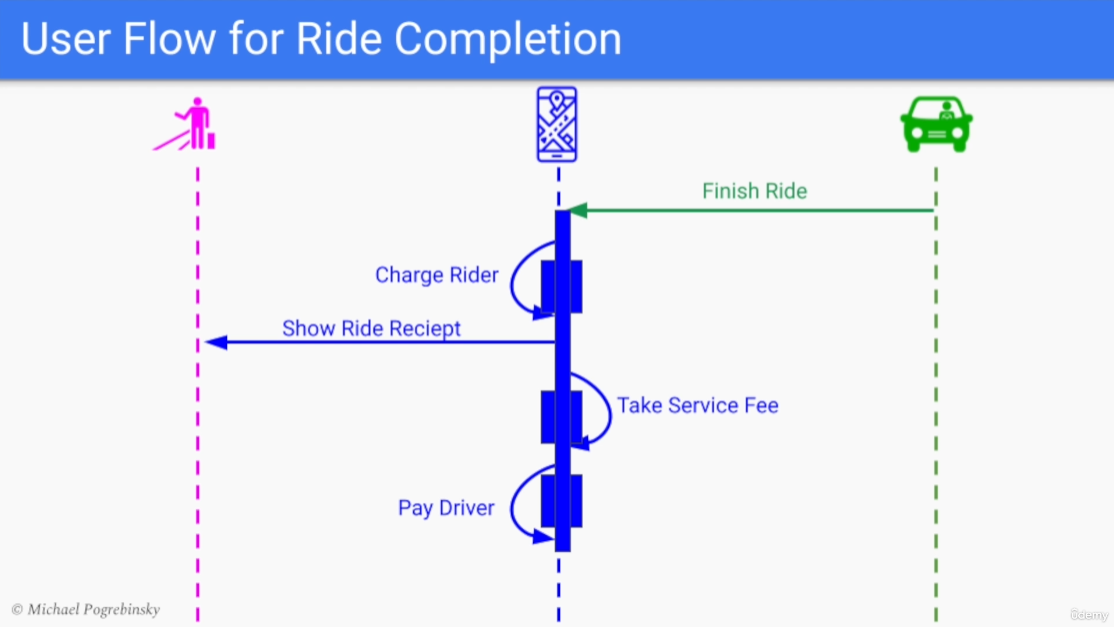 User Flow for Ride Completion
Finish Ride
Charge Rider
Show Ride Reciept
Take Service Fee
Pay Driver
© Michael Pogrebinsky
ûdemy